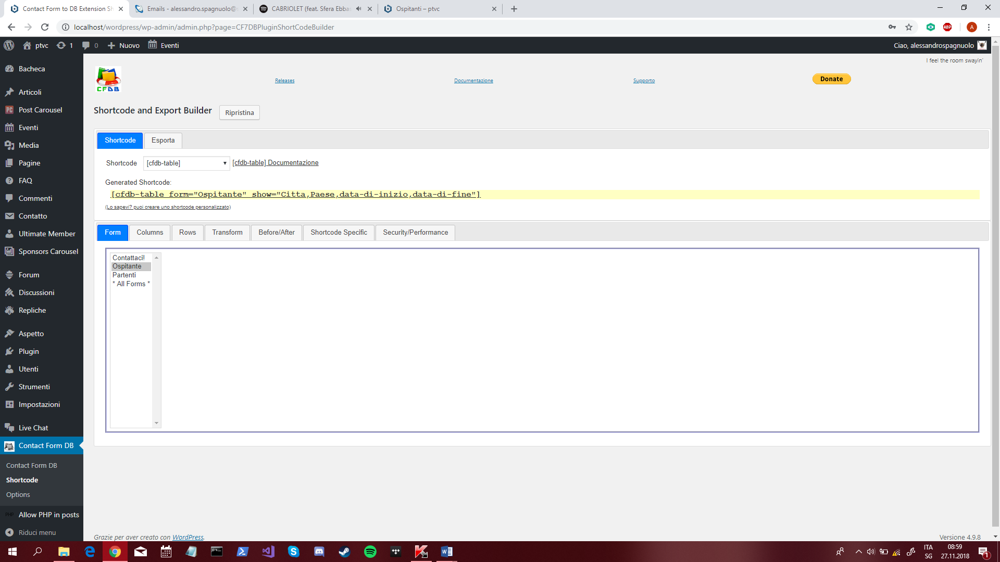 Contact Form to DB Extension Sh
Emails - alessandro.spagnuolo@
CABRIOLET (feat. Sfera Ebbas
Ospitanti – ptvc
localhost/wordpress/wp-admin/admin.php?page=CF7DBPluginShortCodeBuilder
ABP
A
ptvc
1
0
Nuovo
Eventi
Ciao, alessandrospagnuolo
I feel the room swayin'
Bacheca
Articoli
PC Post Carousel
Eventi
Media
Pagine
FAQ
Commenti
Contatto
Ultimate Member
Sponsors Carousel
Forum
Discussioni
Repliche
Aspetto
Plugin
Utenti
Strumenti
Impostazioni
Live Chat
Contact Form DB
Contact Form DB
Shortcode
Options
PHP Allow PHP in posts
Riduci menu
CFDB
Releases
Documentazione
Supporto
Donate
Shortcode and Export Builder
Ripristina
Shortcode
Esporta
Shortcode
[cfdb-table]
[cfdb-table] Documentazione
Generated Shortcode:
[cfdb-table form="Ospitante" show="Citta,Paese,data-di-inizio,data-di-fine"]
(Lo sapevi? puoi creare uno shortcode personalizzato)
Form
Columns
Rows
Transform
Before/After
Shortcode Specific
Security/Performance
Contattaci!
Ospitante
Partenti
* All Forms *
Grazie per aver creato con WordPress.
Versione 4.9.8
ITA
SG
08:59
27.11.2018
1